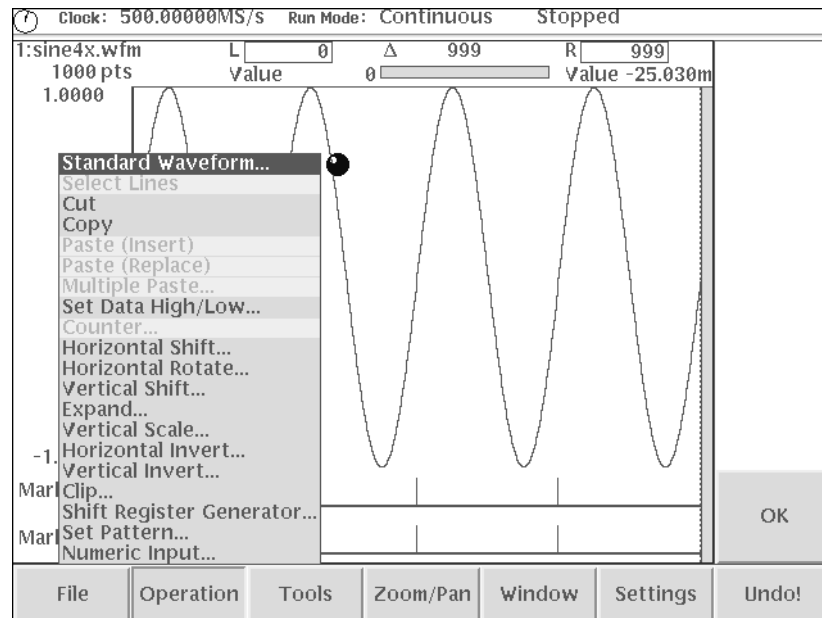 Clock: 500.00000MS/s Run Mode: Continuous Stopped
1:sine4x.wfm L 0 Δ 999 R 999
1000 pts Value 0 Value -25.030m
1.0000
Standard Waveform...
Select Lines
Cut
Copy
Paste (Insert)
Paste (Replace)
Multiple Paste...
Set Data High/Low...
Counter...
Horizontal Shift...
Horizontal Rotate...
Vertical Shift...
Expand...
Vertical Scale...
-1. Horizontal Invert...
Vertical Invert...
Mar Clip...
Shift Register Generator...
OK
Mar Set Pattern...
Numeric Input...
File Operation Tools Zoom/Pan Window Settings Undo!